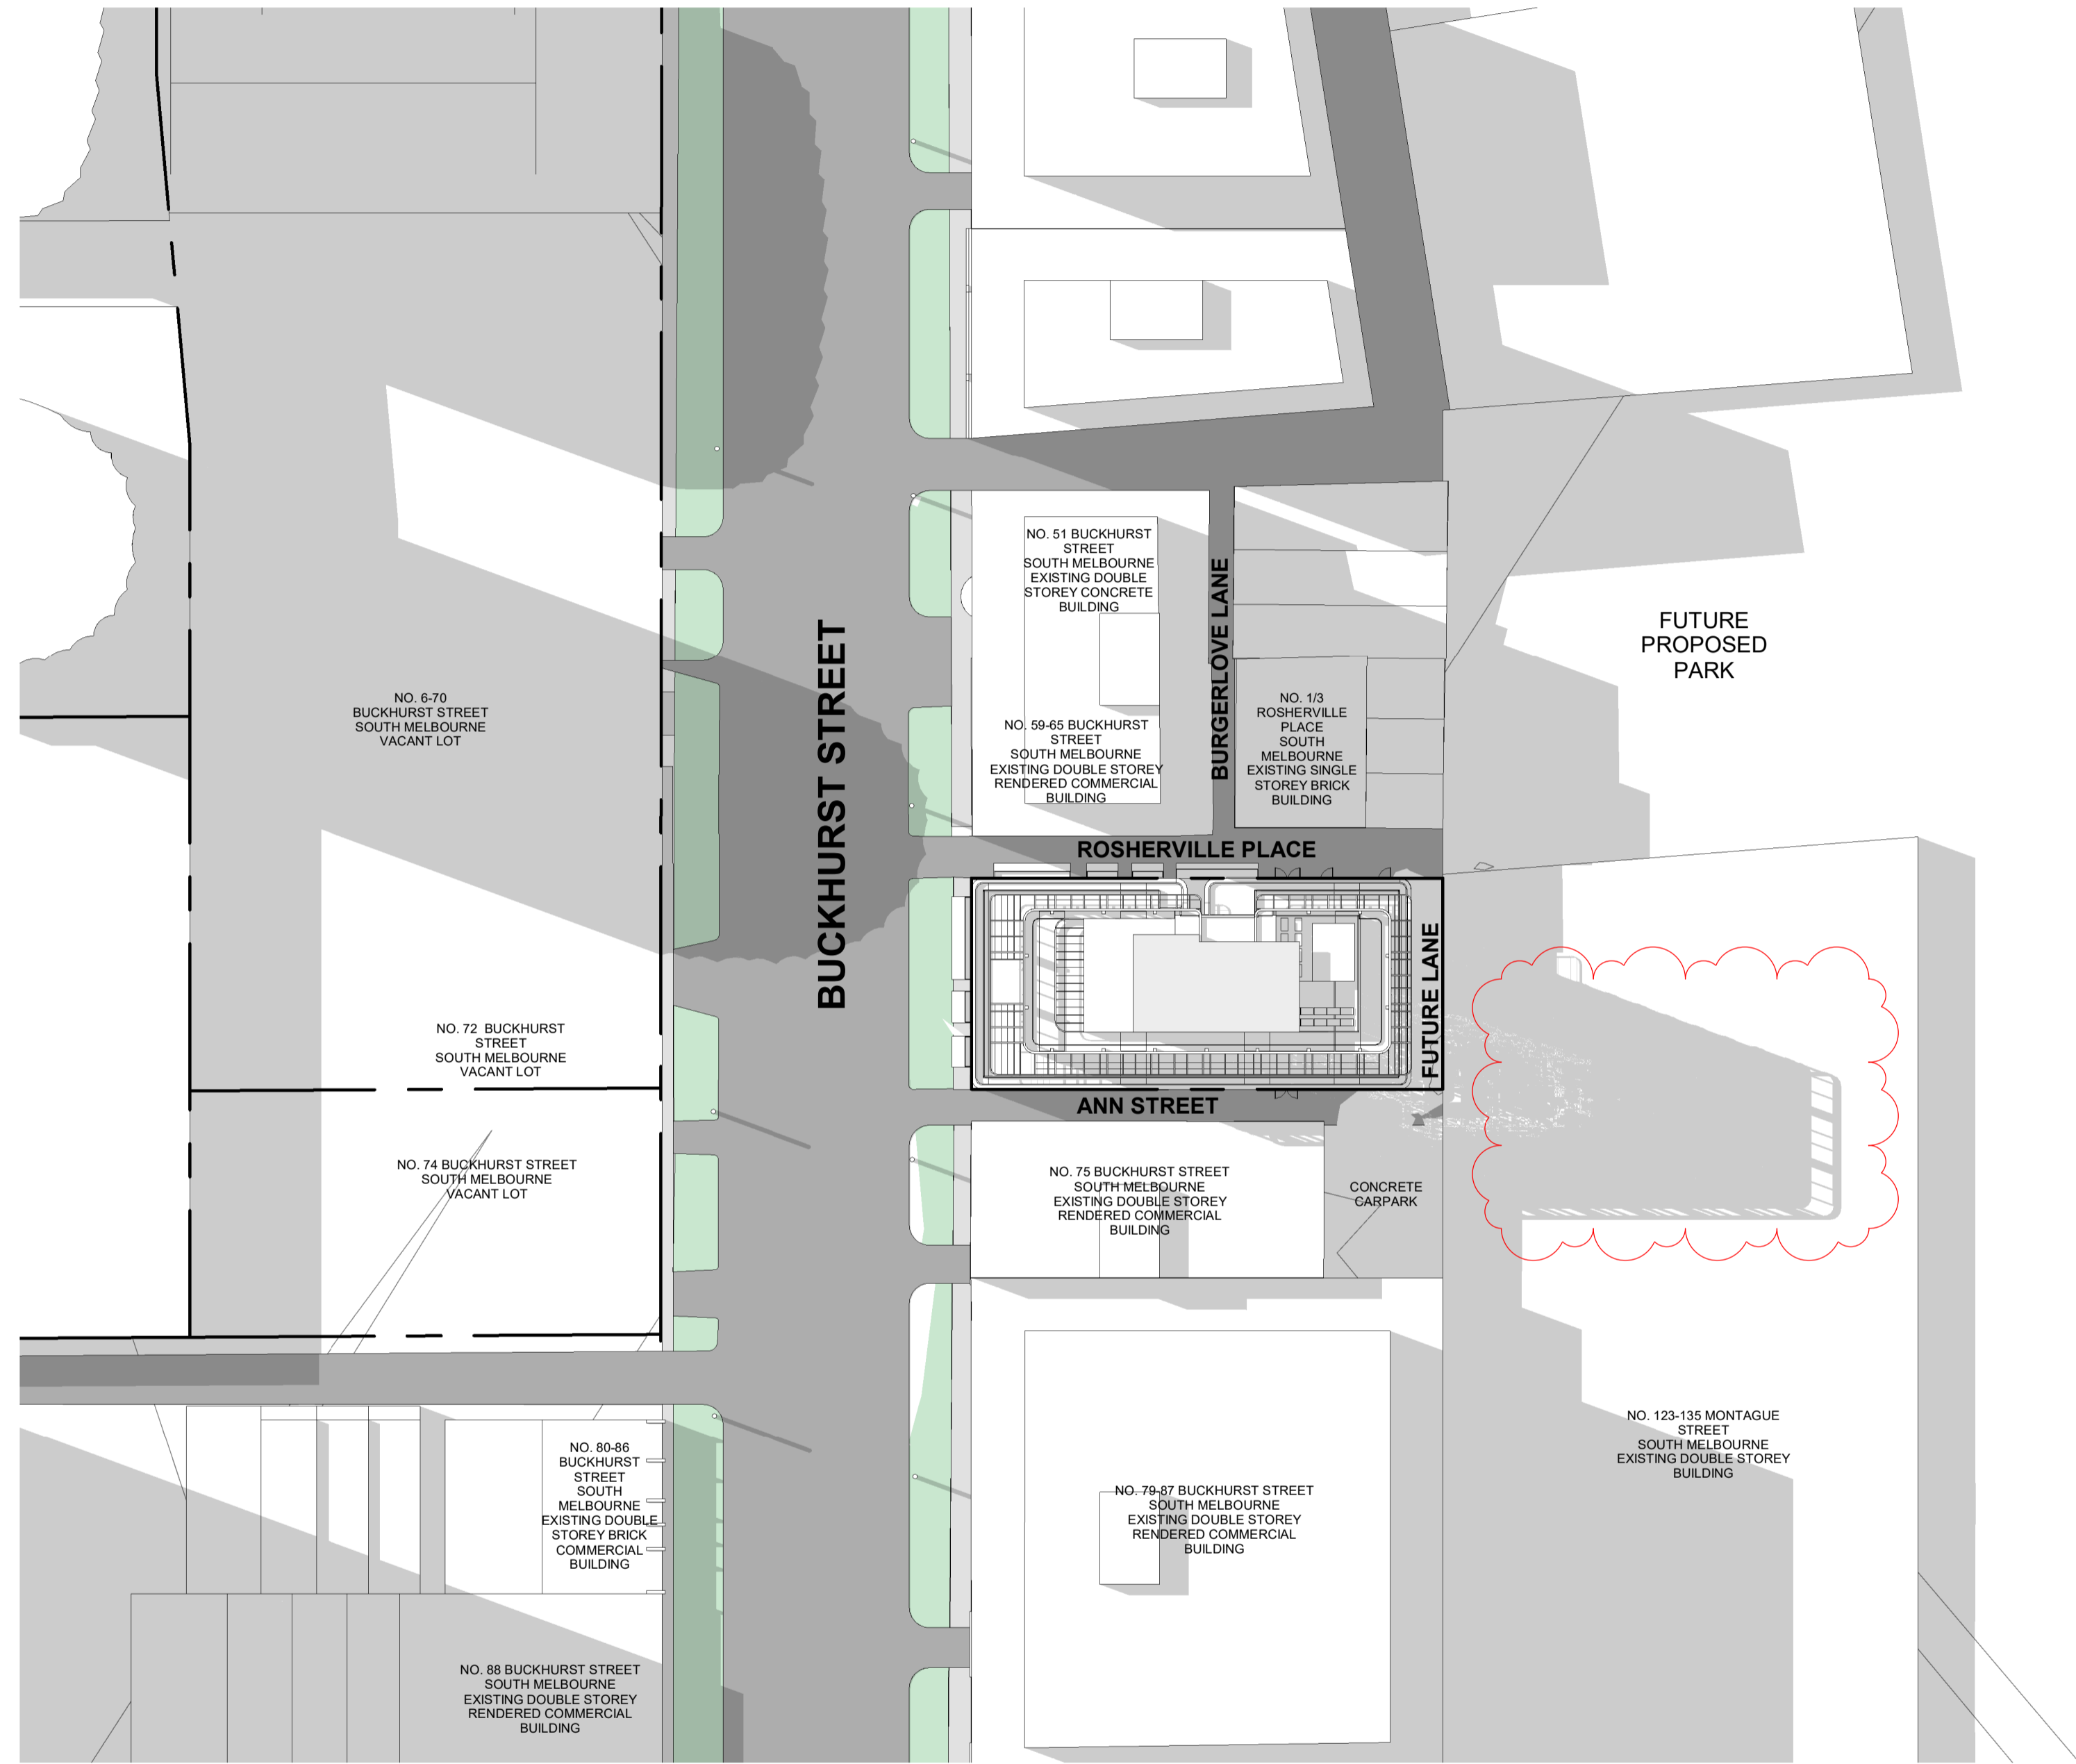 NO. 51 BUCKHURST
STREET
SOUTH MELBOURNE
EXISTING DOUBLE
STOREY CONCRETE
BUILDING
BURGERLOVE LANE
FUTURE
PROPOSED
PARK
BUCKHURST STREET
NO. 6-70
BUCKHURST STREET
SOUTH MELBOURNE
VACANT LOT
NO. 59-65 BUCKHURST
STREET
SOUTH MELBOURNE
EXISTING DOUBLE STOREY
RENDERED COMMERCIAL
BUILDING
NO. 1/3
ROSHERVILLE
PLACE
SOUTH
MELBOURNE
EXISTING SINGLE
STOREY BRICK
BUILDING
ROSHERVILLE PLACE
FUTURE LANE
NO. 72 BUCKHURST
STREET
SOUTH MELBOURNE
VACANT LOT
ANN STREET
NO. 74 BUCKHURST STREET
SOUTH MELBOURNE
VACANT LOT
NO. 75 BUCKHURST STREET
SOUTH MELBOURNE
EXISTING DOUBLE STOREY
RENDERED COMMERCIAL
BUILDING
CONCRETE
CARPARK
NO. 123-135 MONTAGUE
STREET
SOUTH MELBOURNE
EXISTING DOUBLE STOREY
BUILDING
NO. 80-86
BUCKHURST
STREET
SOUTH
MELBOURNE
EXISTING DOUBLE
STOREY BRICK
COMMERCIAL
BUILDING
NO. 79-87 BUCKHURST STREET
SOUTH MELBOURNE
EXISTING DOUBLE STOREY
RENDERED COMMERCIAL
BUILDING
NO. 88 BUCKHURST STREET
SOUTH MELBOURNE
EXISTING DOUBLE STOREY
RENDERED COMMERCIAL
BUILDING